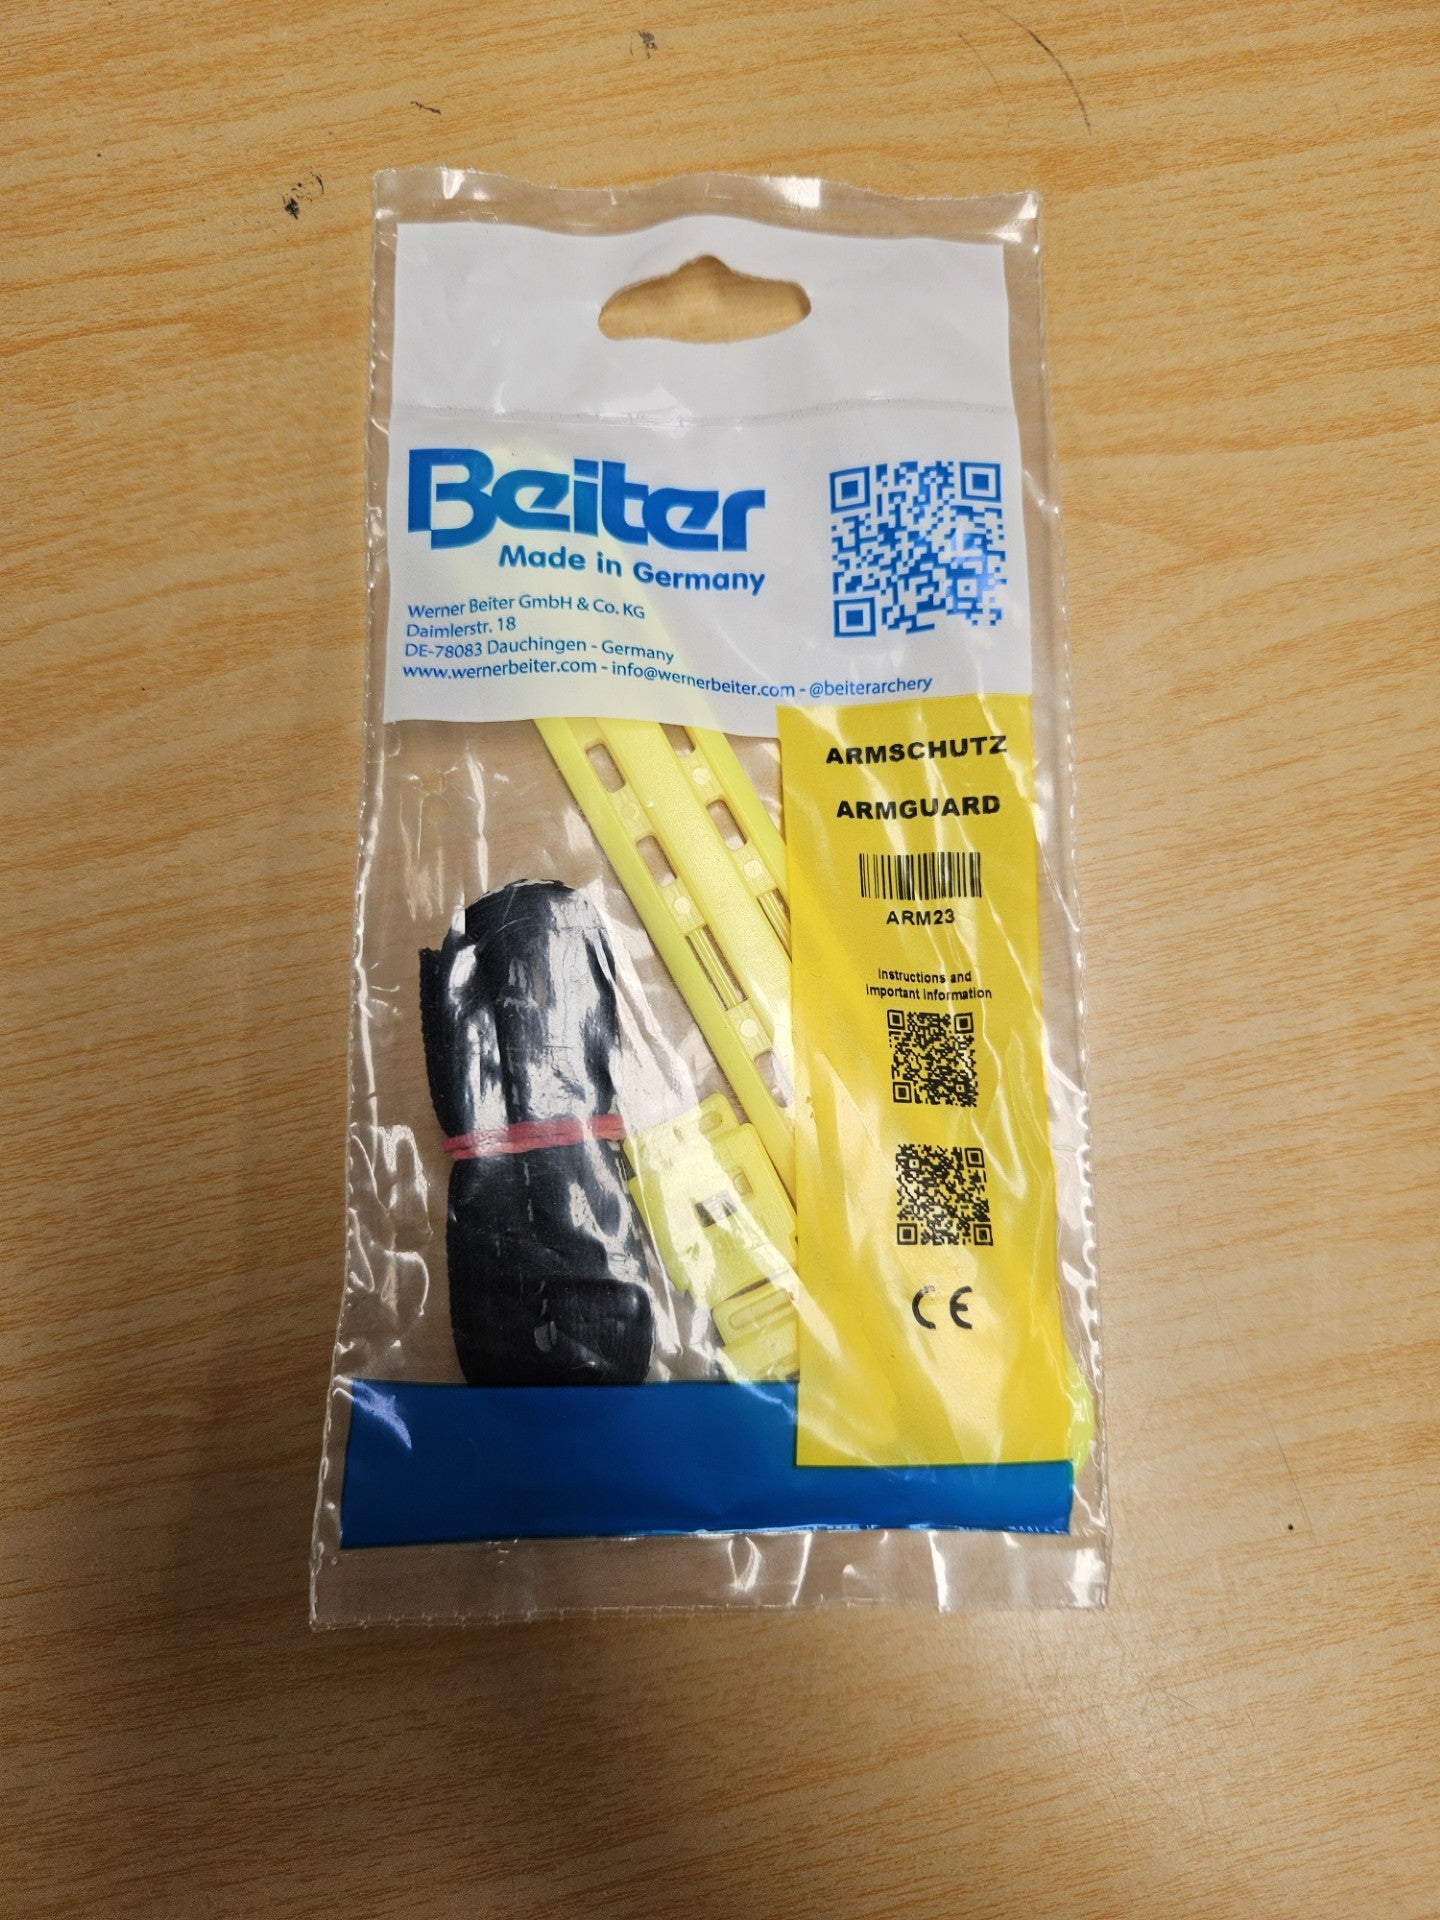 Beiter
Made in Germany
Werner Beiter GmbH & Co. KG
Daimlerstr. 18
DE-78083 Dauchingen - Germany
www.wernerbeiter.com - info@wernerbeiter.com - @beiterarchery
ARMSCHUTZ
ARMGUARD
ARM23
Instructions and
important information
CE